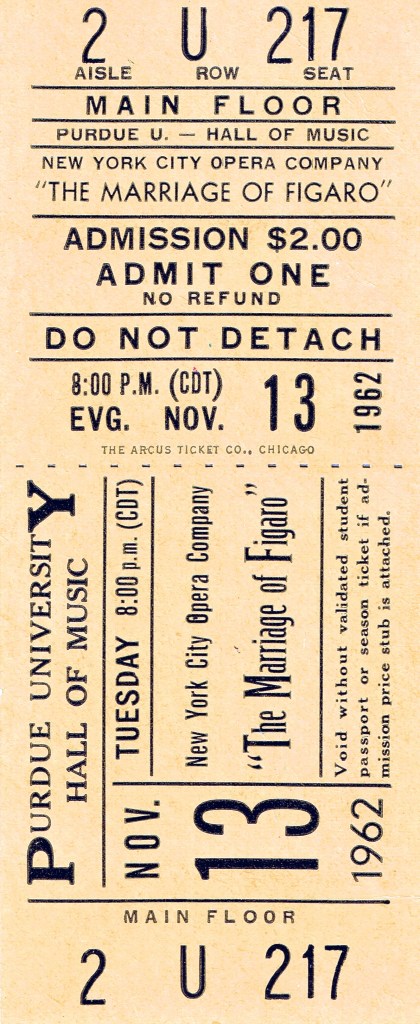 2 U 217
AISLE ROW SEAT
MAIN FLOOR
PURDUE U. — HALL OF MUSIC
NEW YORK CITY OPERA COMPANY
"THE MARRIAGE OF FIGARO"
ADMISSION $2.00
ADMIT ONE
NO REFUND
DO NOT DETACH
8:00 P.M. (CDT)
EVG. NOV. 13 1962
THE ARCUS TICKET CO., CHICAGO
PURDUE UNIVERSITY
HALL OF MUSIC
TUESDAY 8:00 p.m. (CDT)
New York City Opera Company
"The Marriage of Figaro"
Void without validated student
passport or season ticket if ad-
mission price stub is attached.
NOV.
13
1962
MAIN FLOOR
2 U 217